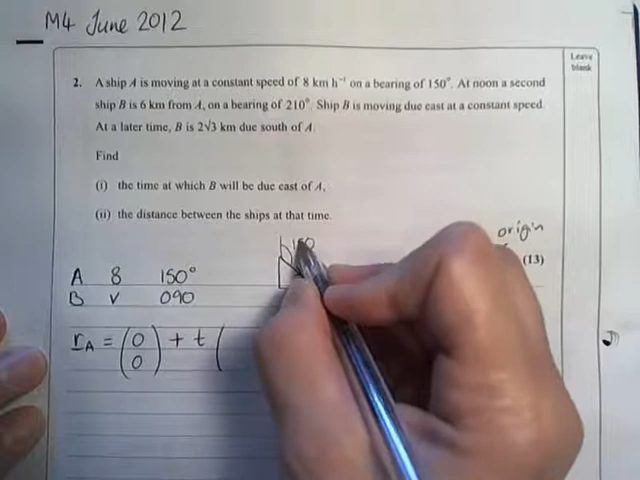 M4 June 2012
Leave
blank
2. A ship A is moving at a constant speed of 8 km h⁻¹ on a bearing of 150°. At noon a second
ship B is 6 km from A, on a bearing of 210°. Ship B is moving due east at a constant speed.
At a later time, B is 2√3 km due south of A.
Find
(i) the time at which B will be due east of A,
(ii) the distance between the ships at that time.
origin
(13)
A 8 150°
B v 090
r_A = (0 0) + t (